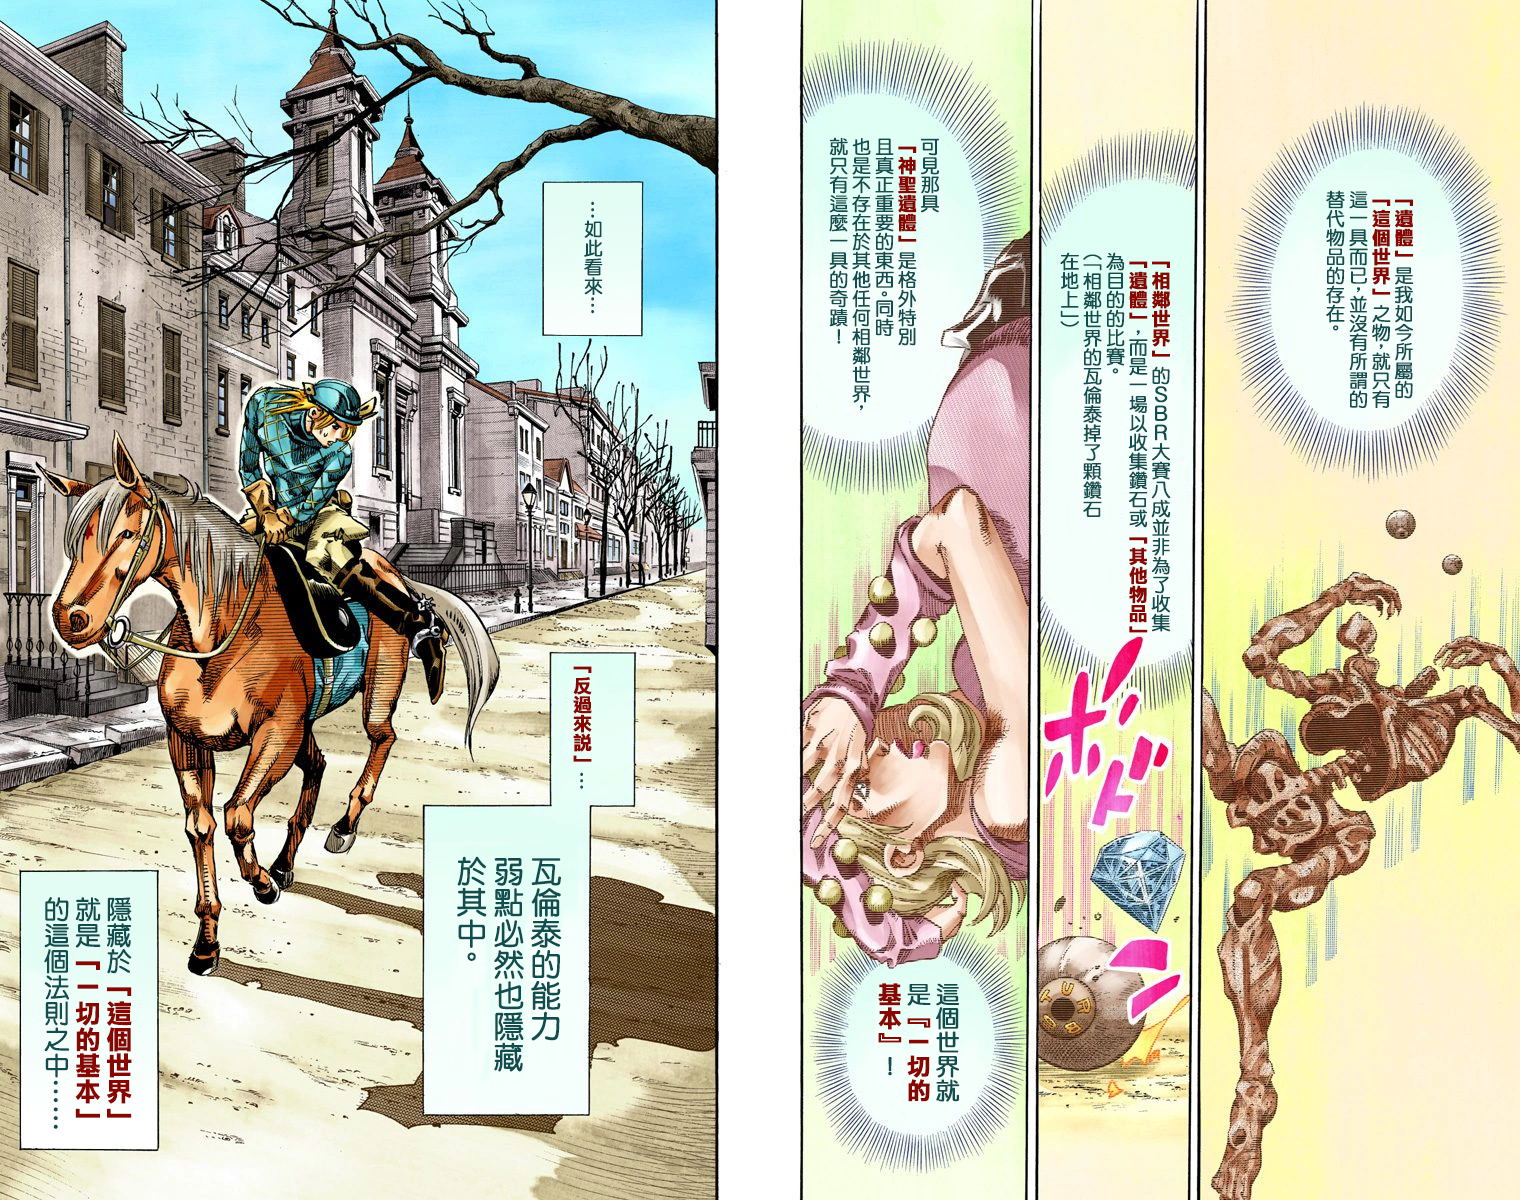 『遺體』是我如今所屬的
『這個世界』之物，就只有
這一具而已，並沒有所謂的
替代物品的存在。
『相鄰世界』的SBR大賽八成並非為了收集
『遺體』，而是一場以收集鑽石或『其他物品』
為目的的比賽。
（「相鄰世界的瓦倫泰掉了顆鑽石
在地上」）
ボドン
TURBO
可見那具
『神聖遺體』是格外特別
且真正重要的東西。同時
也是不存在於其他任何相鄰世界，
就只有這麼一具的奇蹟！
這個世界就
是『一切的
基本』！
…如此看來…
『反過來說』…
瓦倫泰的能力
弱點必然也隱藏
於其中。
隱藏於『這個世界』
就是『一切的基本』
的這個法則之中……